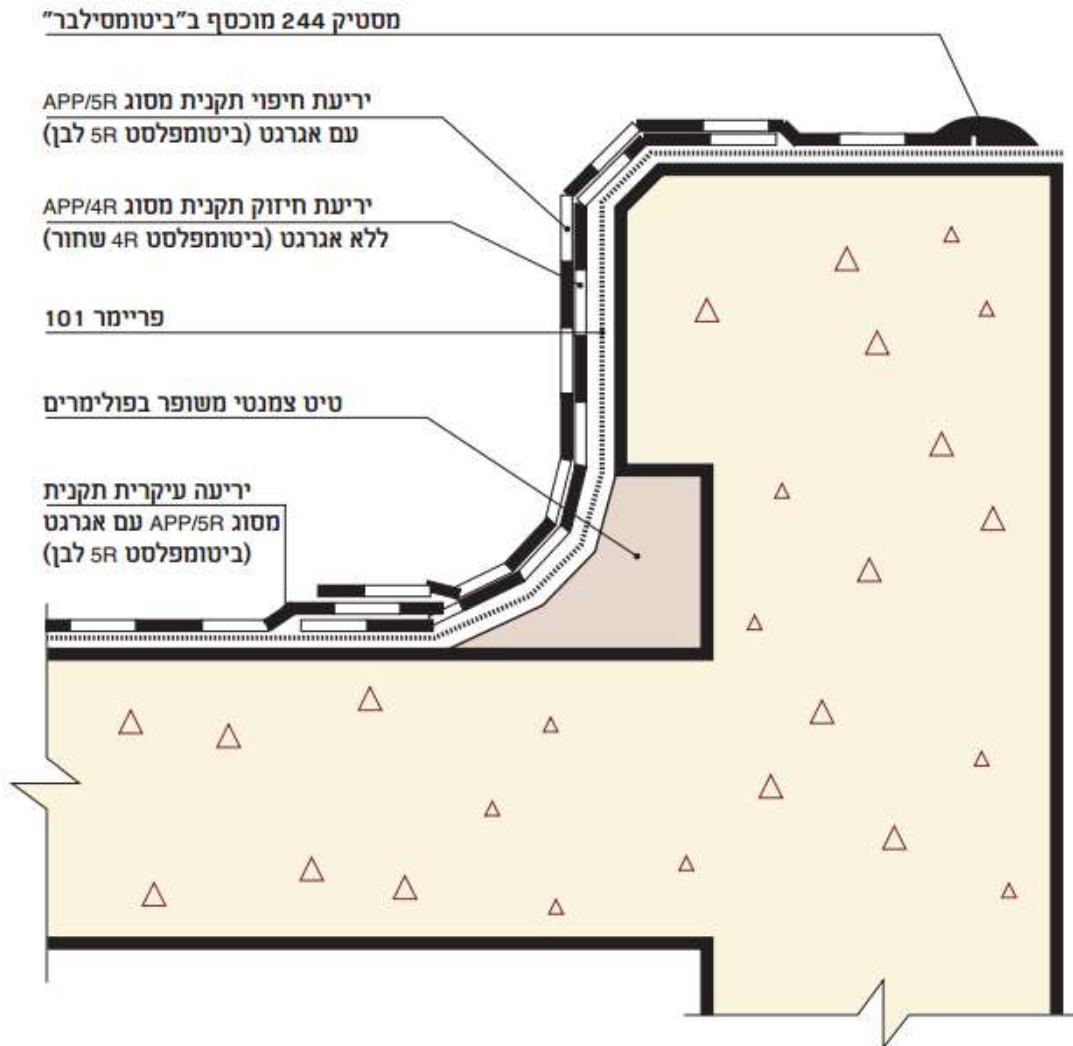 מסטיק 244 מוכסף ב"ביטומסילבר"
יריעת חיפוי תקנית מסוג APP/5R
עם אגרגט (ביטומפלסט 5R לבן)
יריעת חיזוק תקנית מסוג APP/4R
ללא אגרגט (ביטומפלסט 4R שחור)
פריימר 101
טיט צמנטי משופר בפולימרים
יריעה עיקרית תקנית
מסוג APP/5R עם אגרגט
(ביטומפלסט 5R לבן)